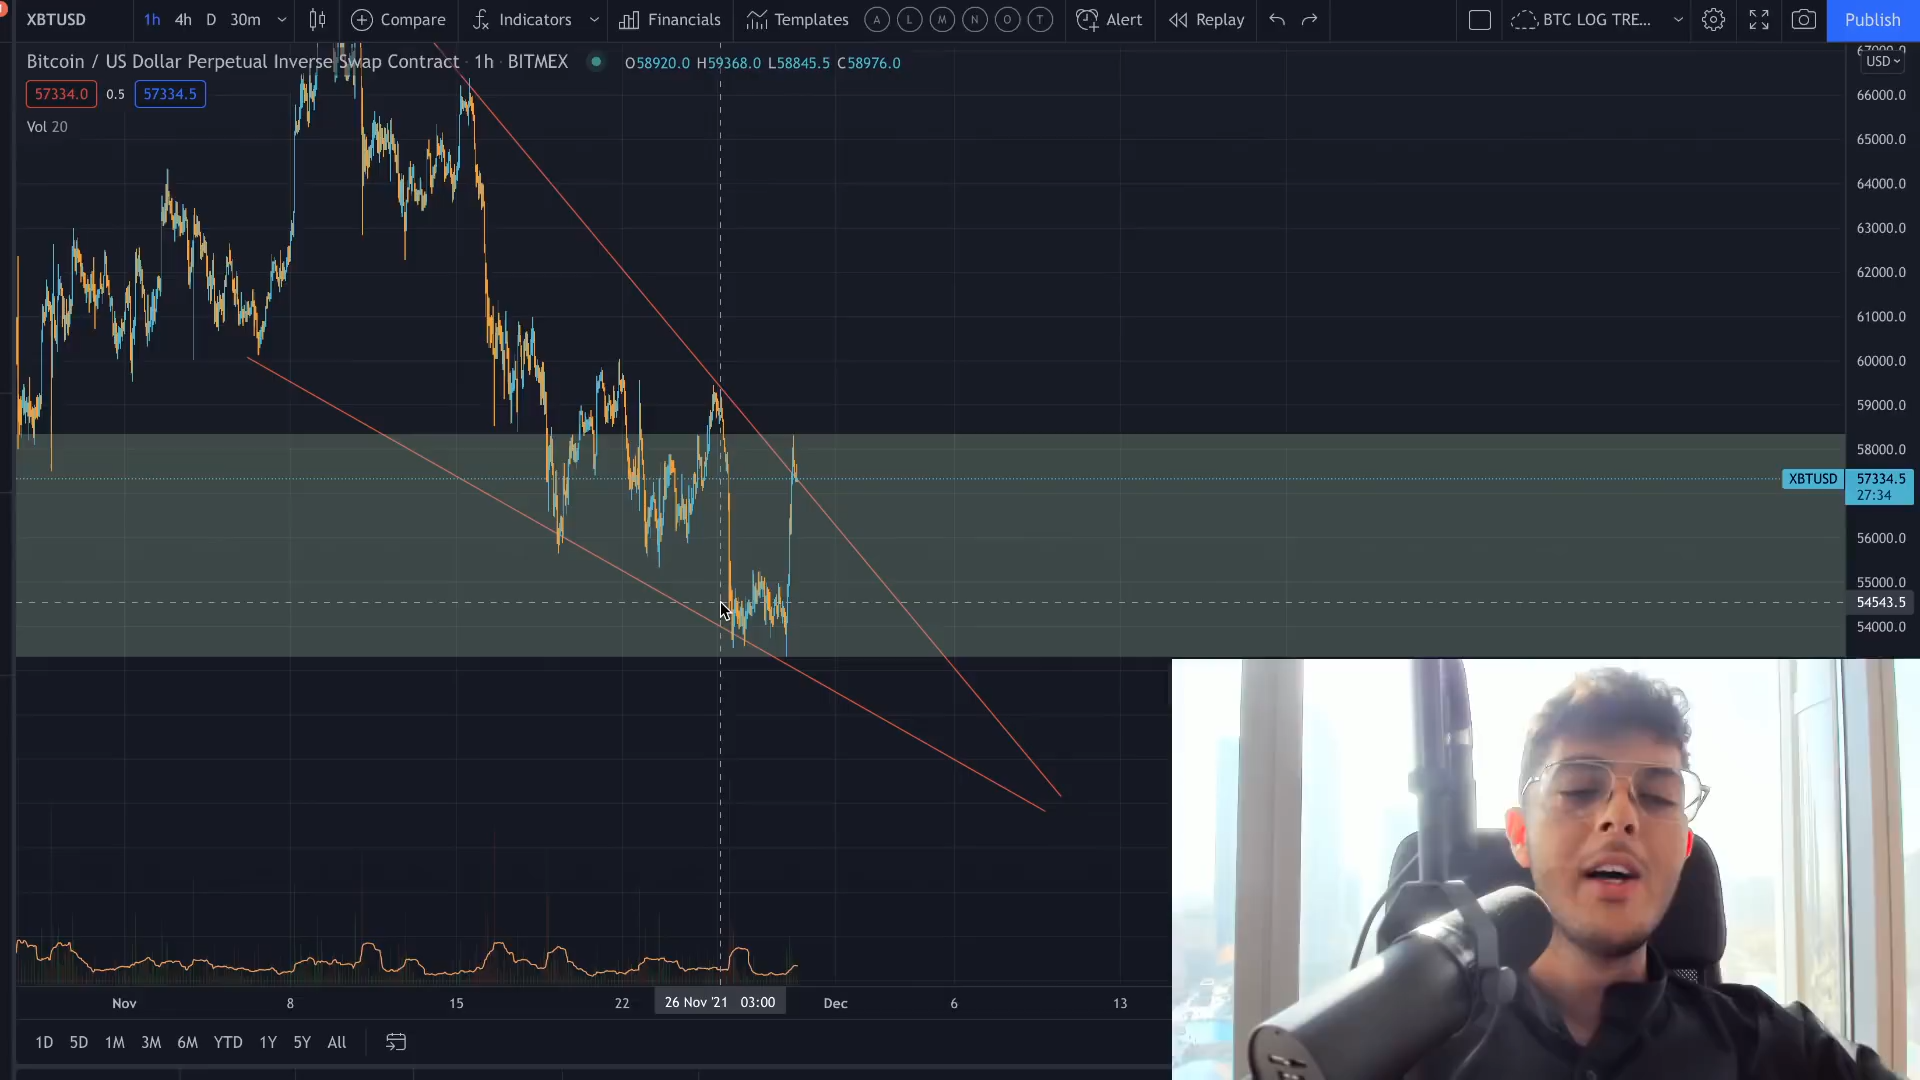 XBTUSD 1h 4h D 30m Compare Indicators Financials Templates A L M N O T Alert Replay BTC LOG TRE... Publish
Bitcoin / US Dollar Perpetual Inverse Swap Contract · 1h · BITMEX O58920.0 H59368.0 L58845.5 C58976.0
57334.0 0.5 57334.5
Vol 20
67000.0
USD
66000.0
65000.0
64000.0
63000.0
62000.0
61000.0
60000.0
59000.0
58000.0
XBTUSD 57334.5
27:34
56000.0
55000.0
54543.5
54000.0
Nov 8 15 22 26 Nov '21 03:00 Dec 6 13
1D 5D 1M 3M 6M YTD 1Y 5Y All